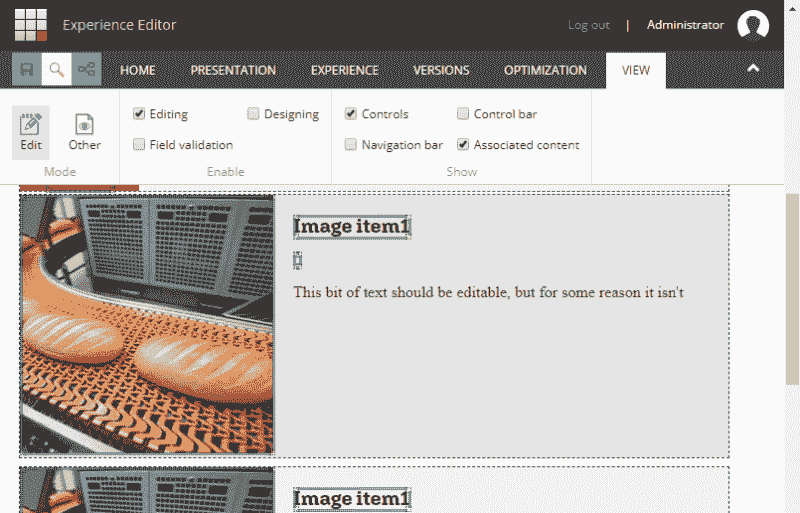 Experience Editor
Log out | Administrator
HOME PRESENTATION EXPERIENCE VERSIONS OPTIMIZATION VIEW
Editing Designing Controls Control bar
Edit Other Field validation Navigation bar Associated content
Mode Enable Show
Image item1
This bit of text should be editable, but for some reason it isn't
Image item1